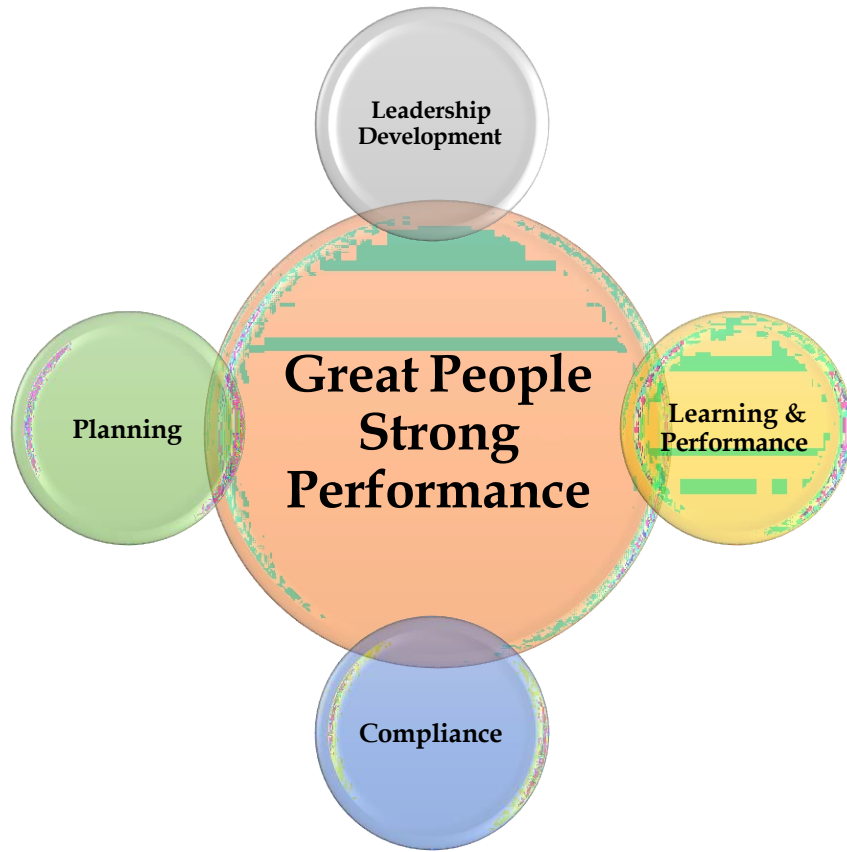 Leadership
Development
Great People
Strong
Performance
Planning
Learning &
Performance
Compliance